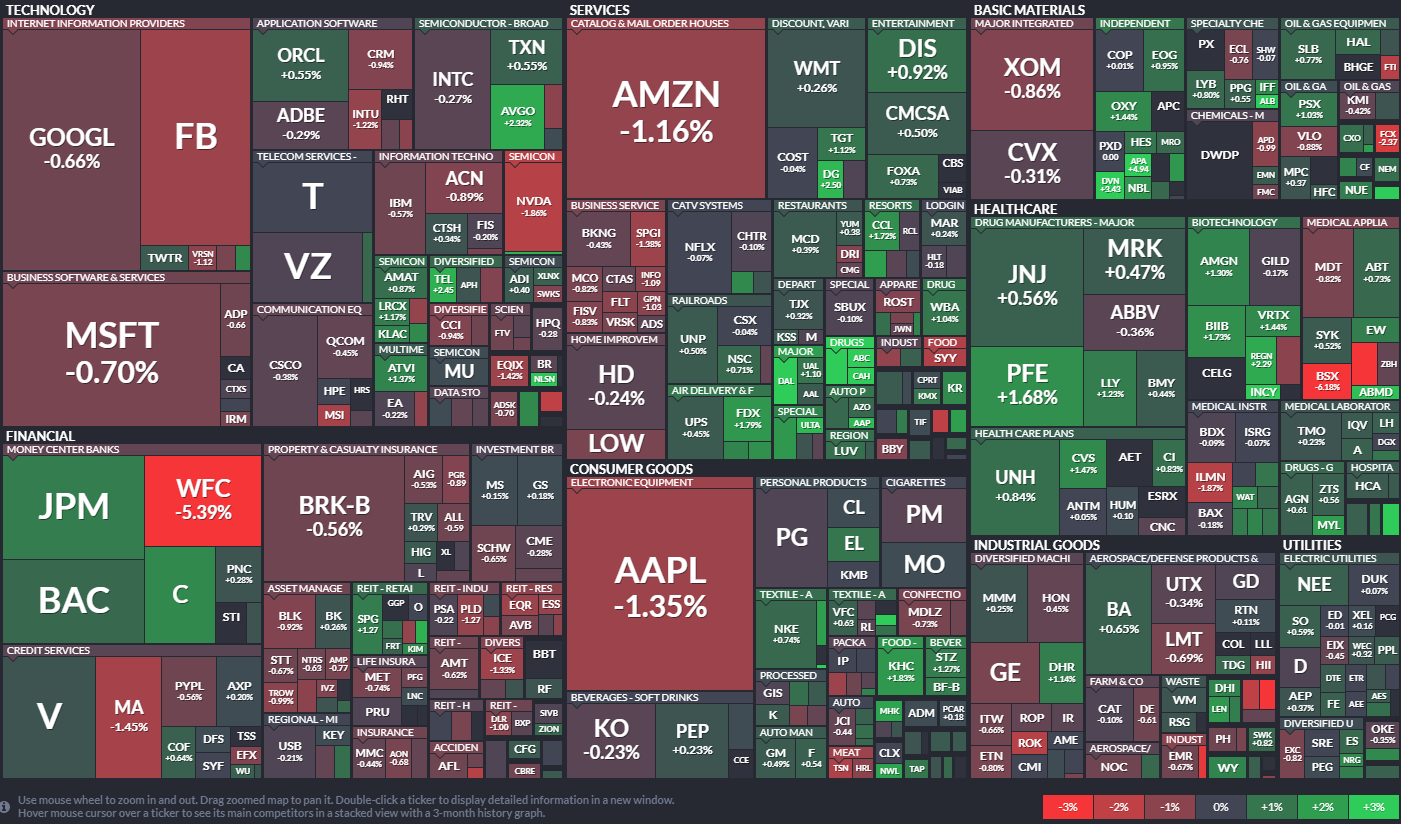 TECHNOLOGY
INTERNET INFORMATION PROVIDERS
GOOGL
-0.66%
FB
TWTR
VRSN
-1.12
BUSINESS SOFTWARE & SERVICES
MSFT
-0.70%
ADP
-0.66
CA
CTXS
IRM
APPLICATION SOFTWARE
ORCL
+0.55%
CRM
-0.94%
ADBE
-0.29%
INTU
-1.22%
RHT
SEMICONDUCTOR - BROAD
INTC
-0.27%
TXN
+0.55%
AVGO
+2.32%
TELECOM SERVICES -
T
VZ
INFORMATION TECHNO
IBM
-0.57%
ACN
-0.89%
CTSH
+0.34%
FIS
-0.20%
SEMICON
NVDA
-1.86%
COMMUNICATION EQ
CSCO
-0.38%
QCOM
-0.45%
HPE
HRS
MSI
SEMICON
AMAT
+0.87%
LRCX
+1.17%
KLAC
DIVERSIFIED
TEL
+2.45
APH
SEMICON
ADI
+0.40
XLNX
SWKS
DIVERSIFIE
CCI
-0.94%
SCIEN
FTV
HPQ
-0.28
MULTIME
ATVI
+1.37%
EA
-0.22%
SEMICON
MU
DATA STO
EQIX
-1.42%
BR
NLSN
ADSK
-0.70
SERVICES
CATALOG & MAIL ORDER HOUSES
AMZN
-1.16%
DISCOUNT, VARI
WMT
+0.26%
COST
-0.04%
TGT
+1.12%
DG
+2.50
ENTERTAINMENT
DIS
+0.92%
CMCSA
+0.50%
FOXA
+0.73%
CBS
VIAB
BUSINESS SERVICE
BKNG
-0.43%
SPGI
-1.38%
MCO
-0.82%
CTAS
INFO
-1.09
FISV
-0.83%
FLT
GPN
-1.03
VRSK
ADS
CATV SYSTEMS
NFLX
-0.07%
CHTR
-0.10%
RESTAURANTS
MCD
+0.39%
YUM
+0.38
DRI
CMG
RESORTS
CCL
+1.72%
RCL
LODGIN
MAR
+0.24%
HLT
-0.18
HOME IMPROVEM
HD
-0.24%
LOW
RAILROADS
UNP
+0.50%
CSX
-0.04%
NSC
+0.71%
DEPART
TJX
+0.32%
KSS
M
SPECIAL
SBUX
-0.10%
APPARE
ROST
JWN
DRUG
WBA
+1.04%
MAJOR
DAL
UAL
+1.10
AAL
DRUGS
ABC
CAH
INDUST
FOOD
SYY
AIR DELIVERY & F
UPS
+0.45%
FDX
+1.79%
SPECIAL
ULTA
AUTO P
AZO
AAP
REGION
LUV
CPRT
KMX
KR
TIF
BBY
BASIC MATERIALS
MAJOR INTEGRATED
XOM
-0.86%
CVX
-0.31%
INDEPENDENT
COP
+0.01%
EOG
+0.95%
OXY
+1.44%
APC
PXD
0.00
HES
MRO
DVN
+3.43
APA
+4.94
NBL
SPECIALTY CHE
PX
ECL
-0.76
SHW
-0.07
LYB
+0.80%
PPG
+0.55
IFF
ALB
CHEMICALS - M
DWDP
APD
-0.99
EMN
FMC
OIL & GAS EQUIPMEN
SLB
+0.77%
HAL
BHGE
FTI
OIL & GA
PSX
+1.03%
VLO
-0.88%
MPC
+0.37
HFC
OIL & GAS
KMI
-0.42%
CXO
FCX
-2.37
CF
NEM
NUE
HEALTHCARE
DRUG MANUFACTURERS - MAJOR
JNJ
+0.56%
MRK
+0.47%
ABBV
-0.36%
PFE
+1.68%
LLY
+1.23%
BMY
+0.44%
BIOTECHNOLOGY
AMGN
+1.30%
GILD
-0.17%
BIIB
+1.73%
VRTX
+1.44%
CELG
REGN
+2.29
INCY
MEDICAL APPLIA
MDT
-0.82%
ABT
+0.73%
SYK
+0.52%
EW
BSX
-6.18%
ZBH
ABMD
HEALTH CARE PLANS
UNH
+0.84%
CVS
+1.47%
AET
CI
+0.83%
ANTM
+0.05%
HUM
+0.10
ESRX
CNC
MEDICAL INSTR
BDX
-0.09%
ISRG
-0.07%
ILMN
-1.87%
WAT
BAX
-0.18%
MEDICAL LABORATOR
TMO
+0.23%
IQV
LH
A
DGX
DRUGS - G
AGN
+0.61
ZTS
+0.56
MYL
HOSPITA
HCA
FINANCIAL
MONEY CENTER BANKS
JPM
WFC
-5.39%
BAC
C
PNC
+0.28%
STI
CREDIT SERVICES
V
MA
-1.45%
PYPL
-0.56%
AXP
+0.20%
COF
+0.64%
DFS
TSS
SYF
EFX
WU
PROPERTY & CASUALTY INSURANCE
BRK-B
-0.56%
AIG
-0.53%
PGR
-0.89
TRV
+0.29%
ALL
-0.59
HIG
XL
L
INVESTMENT BR
MS
+0.15%
GS
+0.18%
SCHW
-0.65%
CME
-0.28%
ASSET MANAGE
BLK
-0.92%
BK
+0.26%
STT
-0.67%
NTRS
-0.63
AMP
-0.77
TROW
-0.99%
IVZ
REIT - RETAI
SPG
+1.27
GGP
O
FRT
KIM
REIT - INDU
PSA
-0.22
PLD
-1.27
REIT - RES
EQR
ESS
AVB
LIFE INSURA
MET
-0.74%
PFG
LNC
PRU
REIT -
AMT
-0.62%
DIVERS
ICE
-1.33%
BBT
RF
REGIONAL - MI
USB
-0.21%
KEY
INSURANCE
MMC
-0.44%
AON
-0.68
REIT - H
REIT -
DLR
-1.00
BXP
SIVB
ZION
ACCIDEN
AFL
CFG
CBRE
CONSUMER GOODS
ELECTRONIC EQUIPMENT
AAPL
-1.35%
BEVERAGES - SOFT DRINKS
KO
-0.23%
PEP
+0.23%
CCE
PERSONAL PRODUCTS
PG
CL
EL
KMB
CIGARETTES
PM
MO
TEXTILE - A
NKE
+0.74%
TEXTILE - A
VFC
+0.63
RL
CONFECTIO
MDLZ
-0.73%
PACKA
IP
FOOD -
KHC
+1.83%
BEVER
STZ
+1.27%
BF-B
PROCESSED
GIS
K
AUTO
JCI
-0.44
MHK
ADM
PCAR
+0.18
AUTO MAN
GM
+0.49%
F
+0.54
MEAT
TSN
HRL
CLX
NWL
TAP
INDUSTRIAL GOODS
DIVERSIFIED MACHI
MMM
+0.25%
HON
-0.45%
GE
DHR
+1.14%
ITW
-0.66%
ROP
IR
ROK
AME
ETN
-0.80%
CMI
AEROSPACE/DEFENSE PRODUCTS &
BA
+0.65%
UTX
-0.34%
GD
RTN
+0.11%
LMT
-0.69%
COL
LLL
TDG
HII
FARM & CO
CAT
-0.10%
DE
-0.61
WASTE
WM
RSG
DHI
LEN
AEROSPACE/
NOC
INDUST
EMR
-0.67%
PH
SWK
+0.82
WY
UTILITIES
ELECTRIC UTILITIES
NEE
DUK
+0.07%
SO
+0.59%
ED
-0.01
XEL
+0.16
PCG
EIX
-0.45
WEC
+0.32
PPL
D
DTE
ETR
AEP
+0.37%
FE
AEE
AES
DIVERSIFIED U
EXC
-0.82
SRE
ES
PEG
NRG
OKE
-0.35%
Use mouse wheel to zoom in and out. Drag zoomed map to pan it. Double-click a ticker to display detailed information in a new window.
Hover mouse cursor over a ticker to see its main competitors in a stacked view with a 3-month history graph.
-3%
-2%
-1%
0%
+1%
+2%
+3%